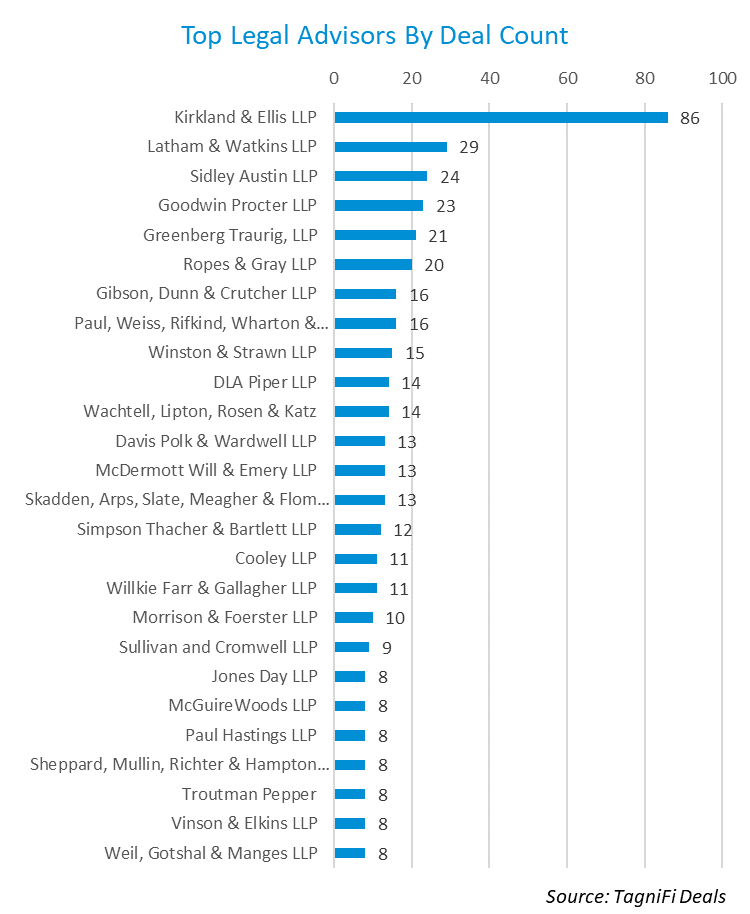 Top Legal Advisors By Deal Count
0 20 40 60 80 100
Kirkland & Ellis LLP 86
Latham & Watkins LLP 29
Sidley Austin LLP 24
Goodwin Procter LLP 23
Greenberg Traurig, LLP 21
Ropes & Gray LLP 20
Gibson, Dunn & Crutcher LLP 16
Paul, Weiss, Rifkind, Wharton &... 16
Winston & Strawn LLP 15
DLA Piper LLP 14
Wachtell, Lipton, Rosen & Katz 14
Davis Polk & Wardwell LLP 13
McDermott Will & Emery LLP 13
Skadden, Arps, Slate, Meagher & Flom... 13
Simpson Thacher & Bartlett LLP 12
Cooley LLP 11
Willkie Farr & Gallagher LLP 11
Morrison & Foerster LLP 10
Sullivan and Cromwell LLP 9
Jones Day LLP 8
McGuireWoods LLP 8
Paul Hastings LLP 8
Sheppard, Mullin, Richter & Hampton... 8
Troutman Pepper 8
Vinson & Elkins LLP 8
Weil, Gotshal & Manges LLP 8
Source: TagniFi Deals